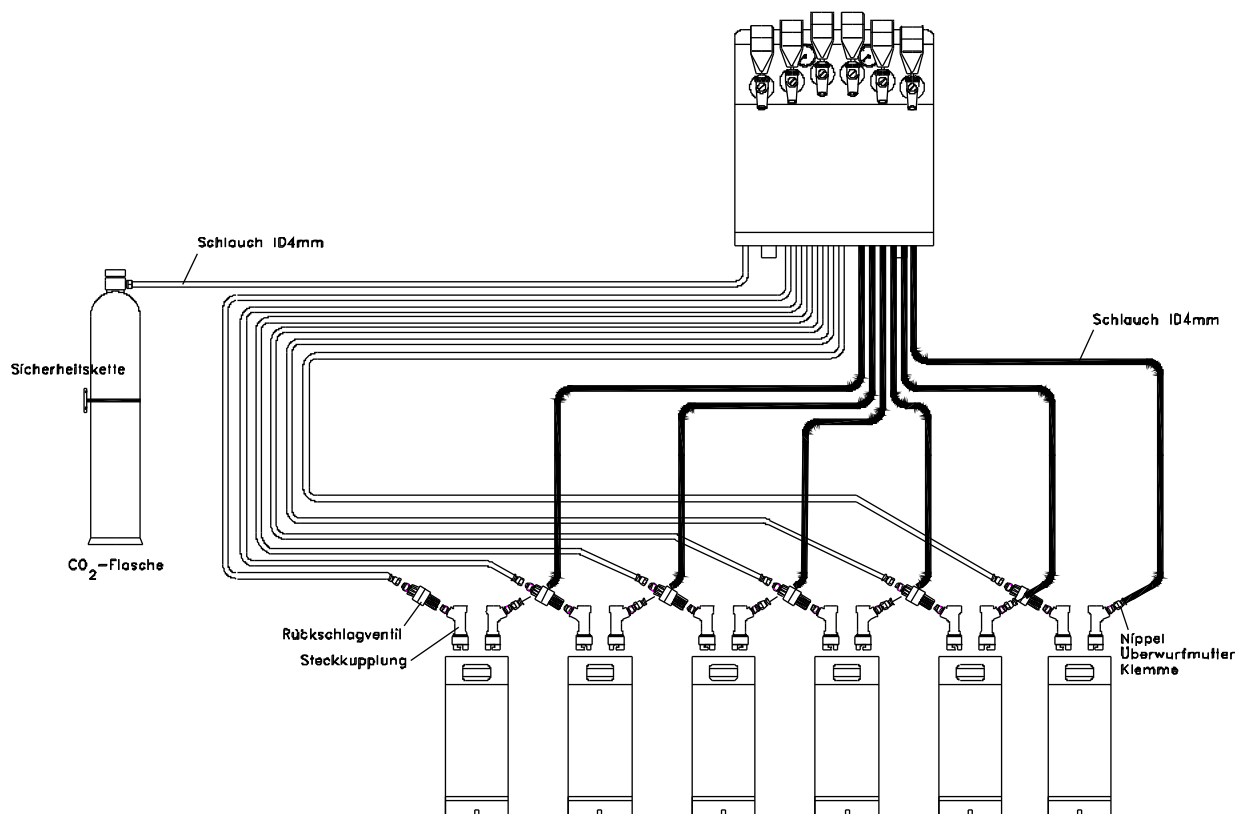 Schlauch ID4mm
Schlauch ID4mm
Sicherheitskette
CO₂-Flasche
Rückschlagventil
Steckkupplung
Nippel
Überwurfmutter
Klemme